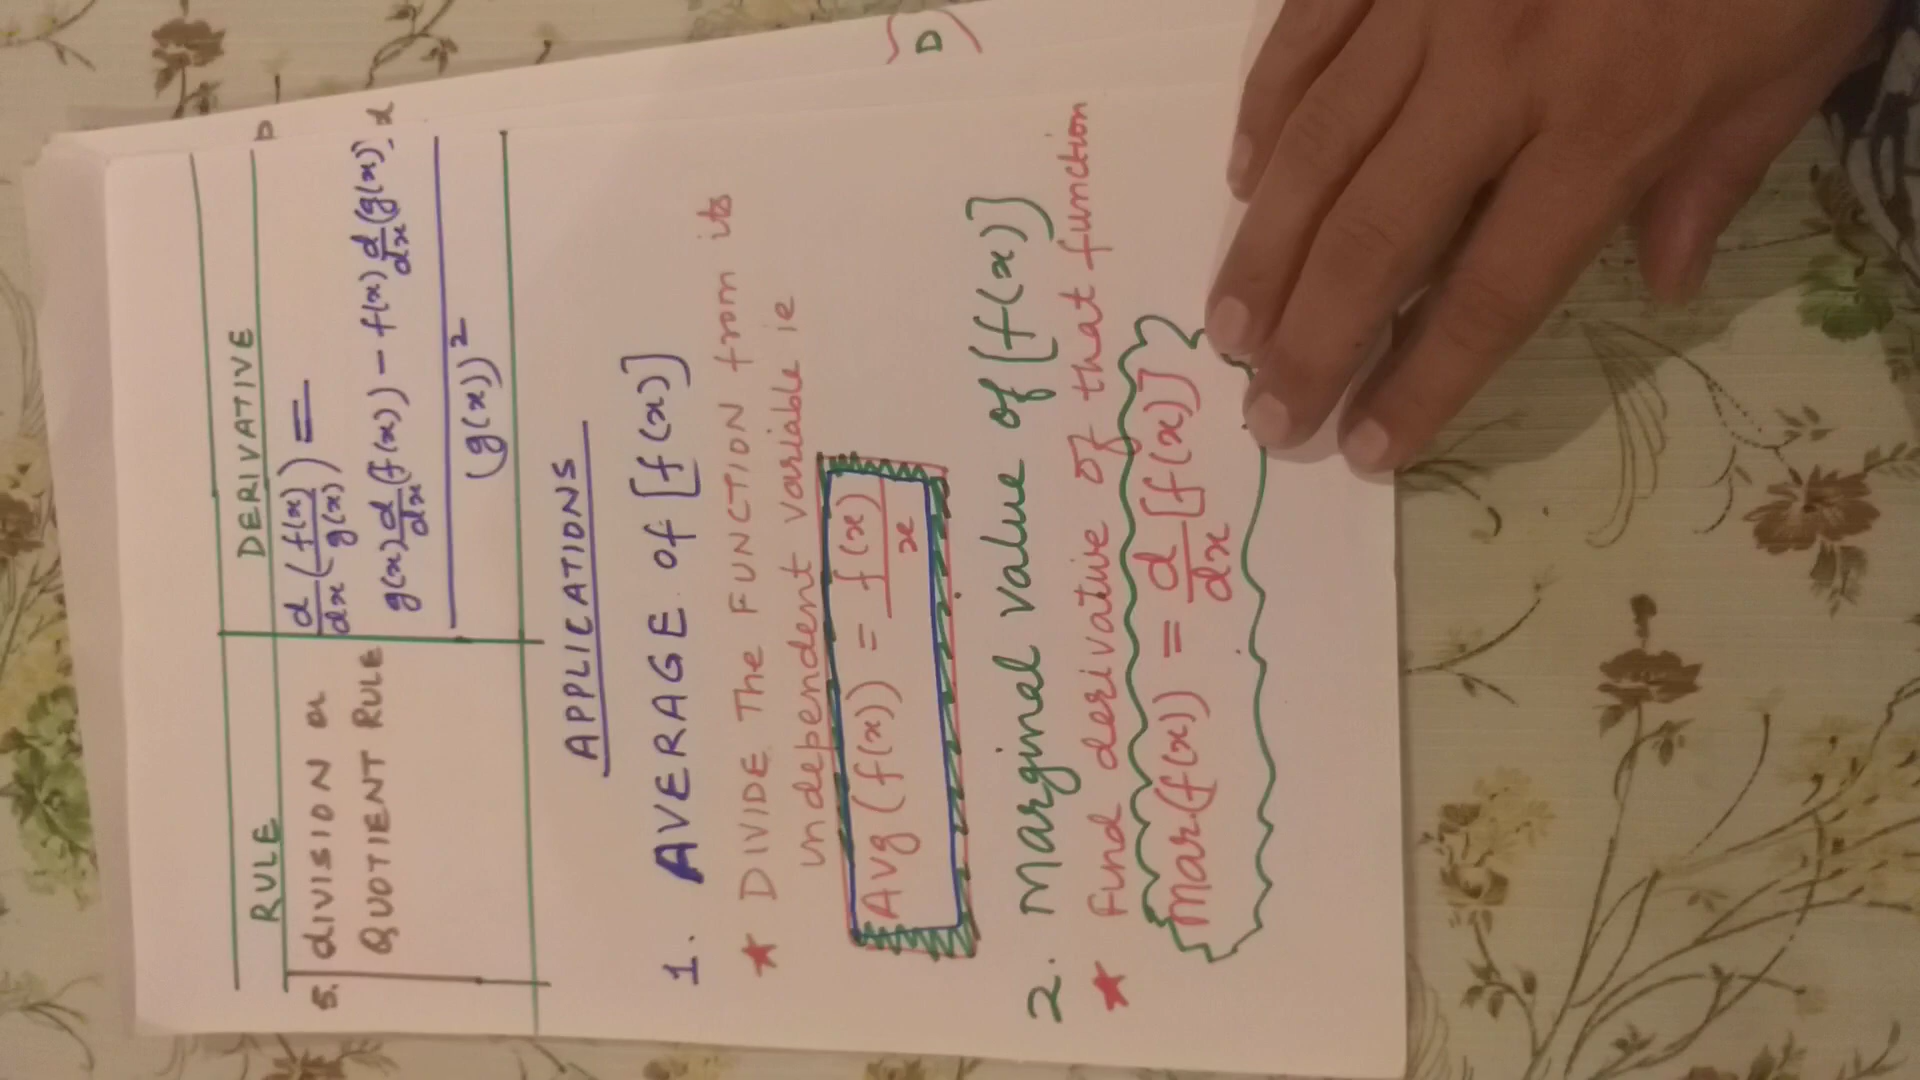 RULE DERIVATIVE
5. division or d/dx (f(x)/g(x)) =
QUOTIENT RULE g(x) d/dx (f(x)) - f(x) d/dx (g(x))
(g(x))²
APPLICATIONS
1. AVERAGE of [f(x)]
★ DIVIDE The FUNCTION from its
independent variable ie
Avg (f(x)) = f(x)/x
2. Marginal value of [f(x)]
★ Find derivative of that function
Mar(f(x)) = d/dx [f(x)]
D